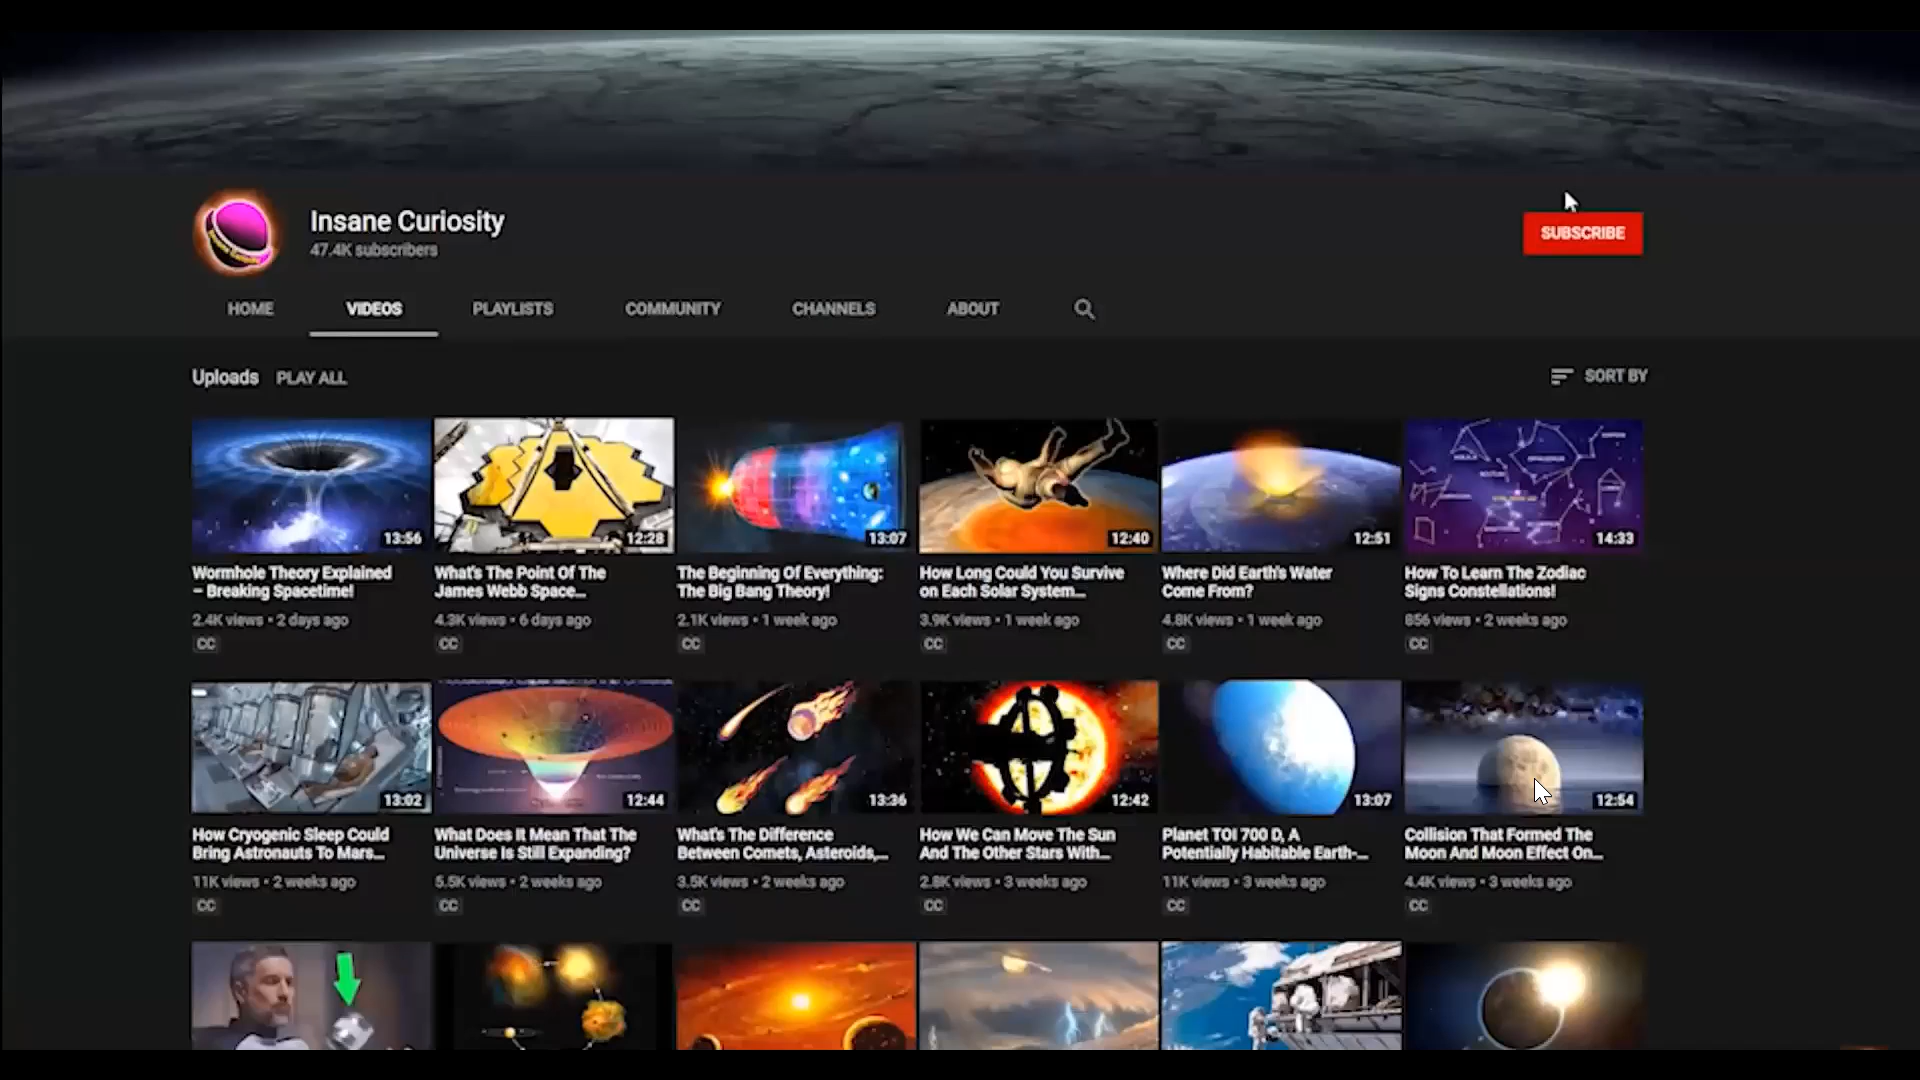 Insane Curiosity
47.4K subscribers
SUBSCRIBE
HOME VIDEOS PLAYLISTS COMMUNITY CHANNELS ABOUT
Uploads PLAY ALL SORT BY
13:56 12:28 13:07 12:40 12:51 14:33
Wormhole Theory Explained
– Breaking Spacetime!
2.4K views • 2 days ago
CC
What's The Point Of The
James Webb Space...
4.3K views • 6 days ago
CC
The Beginning Of Everything:
The Big Bang Theory!
2.1K views • 1 week ago
CC
How Long Could You Survive
on Each Solar System...
3.9K views • 1 week ago
CC
Where Did Earth's Water
Come From?
4.8K views • 1 week ago
CC
How To Learn The Zodiac
Signs Constellations!
856 views • 2 weeks ago
CC
13:02 12:44 13:36 12:42 13:07 12:54
How Cryogenic Sleep Could
Bring Astronauts To Mars...
11K views • 2 weeks ago
CC
What Does It Mean That The
Universe Is Still Expanding?
5.5K views • 2 weeks ago
CC
What's The Difference
Between Comets, Asteroids,...
3.5K views • 2 weeks ago
CC
How We Can Move The Sun
And The Other Stars With...
2.8K views • 3 weeks ago
CC
Planet TOI 700 D, A
Potentially Habitable Earth-...
11K views • 3 weeks ago
CC
Collision That Formed The
Moon And Moon Effect On...
4.4K views • 3 weeks ago
CC